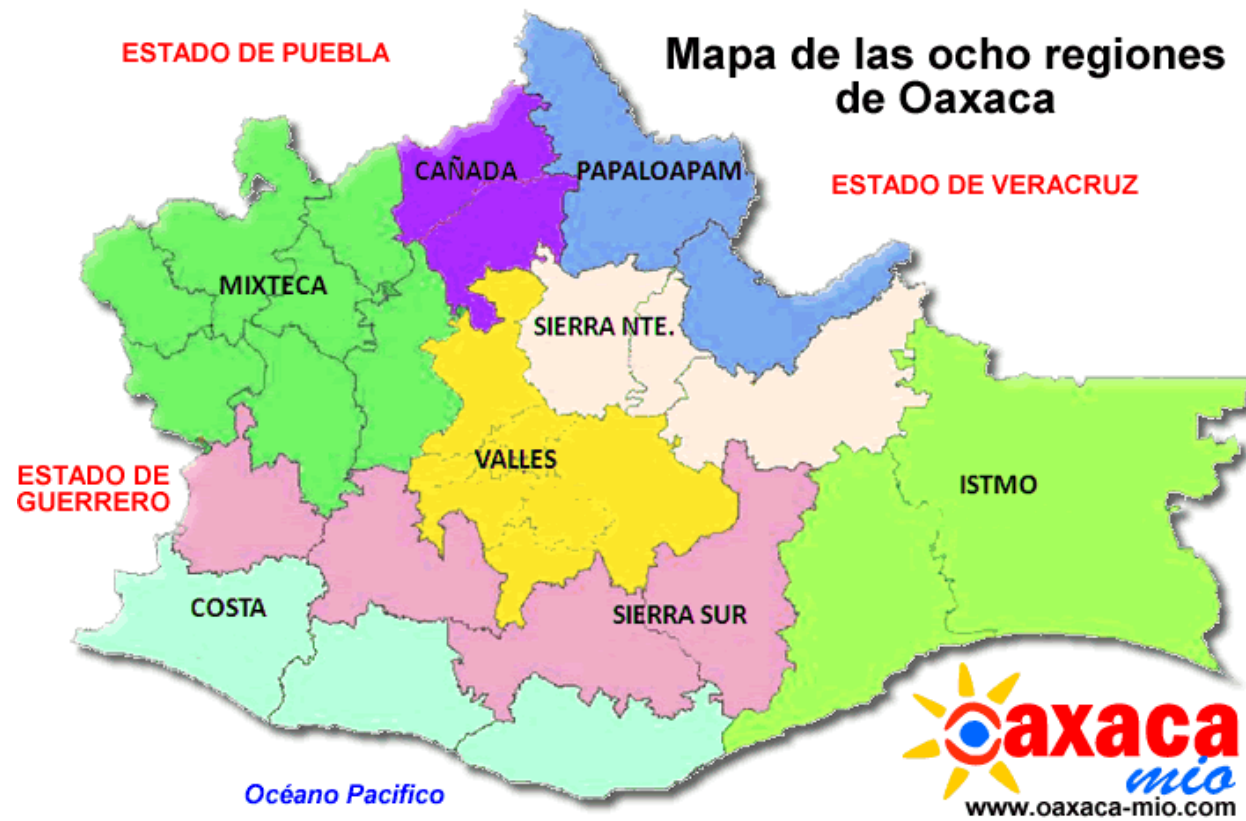 ESTADO DE PUEBLA
Mapa de las ocho regiones
de Oaxaca
CAÑADA
PAPALOAPAM
ESTADO DE VERACRUZ
MIXTECA
SIERRA NTE.
VALLES
ESTADO DE
GUERRERO
ISTMO
COSTA
SIERRA SUR
Océano Pacifico
oaxaca
mio
www.oaxaca-mio.com